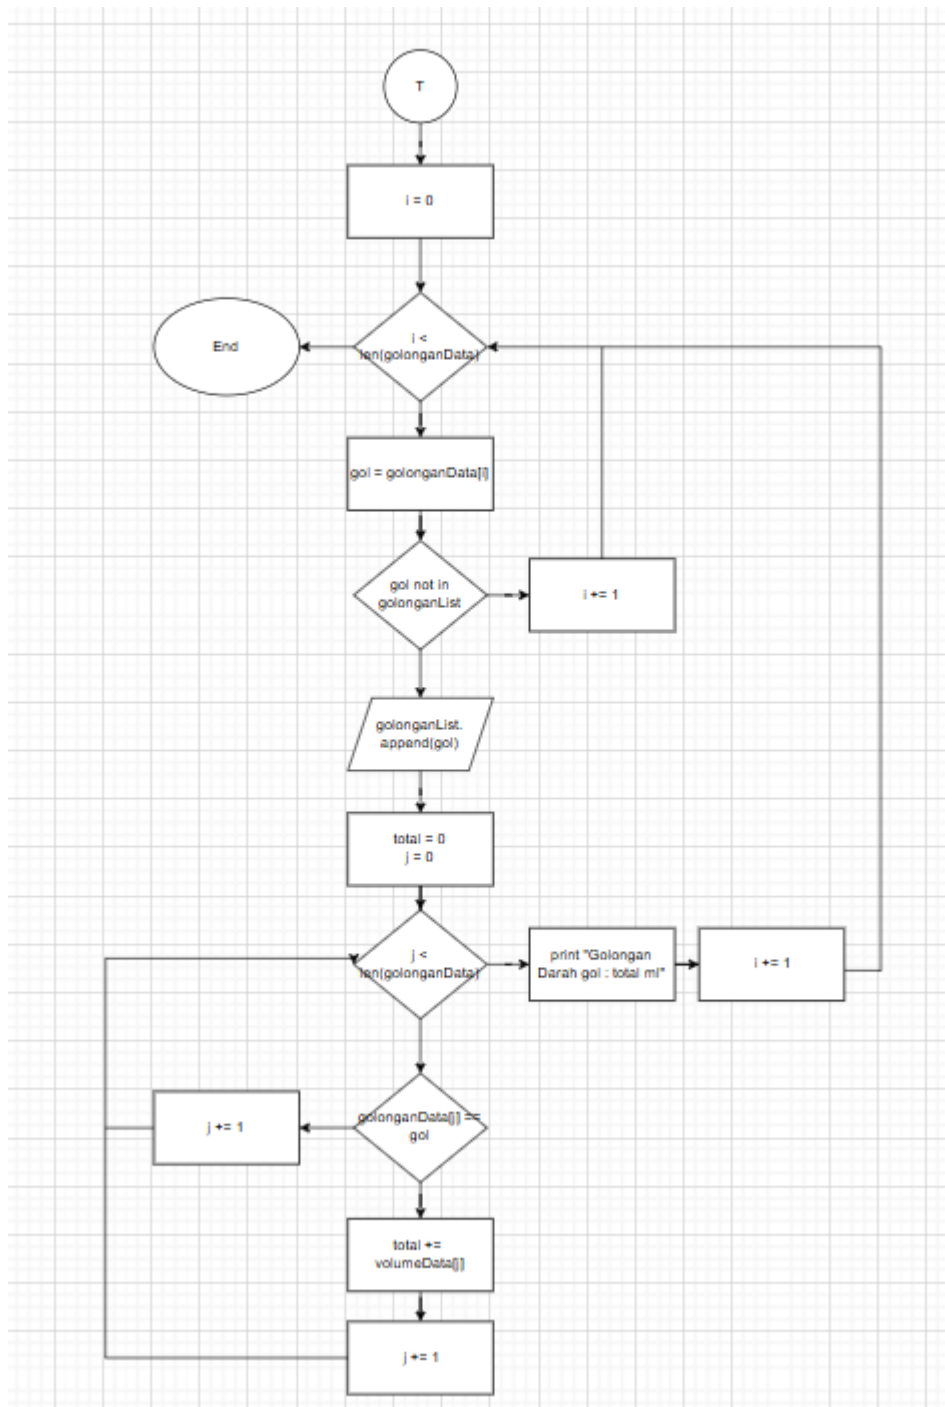 T
i = 0
i <
len(golonganData)
End
gol = golonganData[i]
gol not in
golonganList
i += 1
golonganList.
append(gol)
total = 0
j = 0
j <
len(golonganData)
print "Golongan
Darah gol : total ml"
i += 1
golonganData[j] ==
gol
j += 1
total +=
volumeData[j]
j += 1